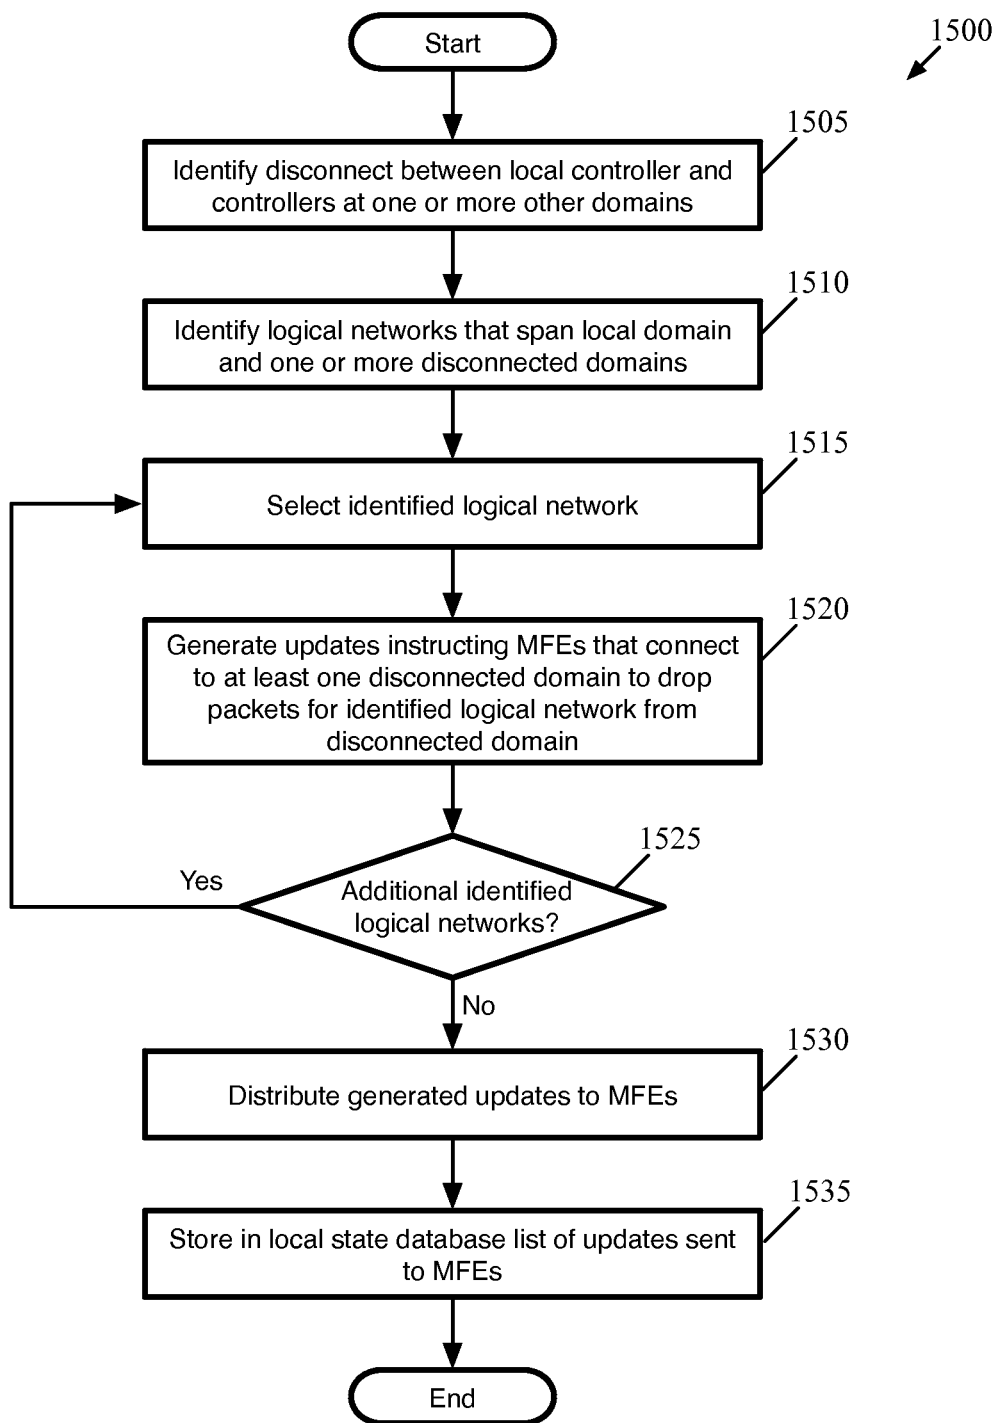 1500
Start
1505
Identify disconnect between local controller and
controllers at one or more other domains
1510
Identify logical networks that span local domain
and one or more disconnected domains
1515
Select identified logical network
1520
Generate updates instructing MFEs that connect
to at least one disconnected domain to drop
packets for identified logical network from
disconnected domain
1525
Yes
Additional identified
logical networks?
No
1530
Distribute generated updates to MFEs
1535
Store in local state database list of updates sent
to MFEs
End